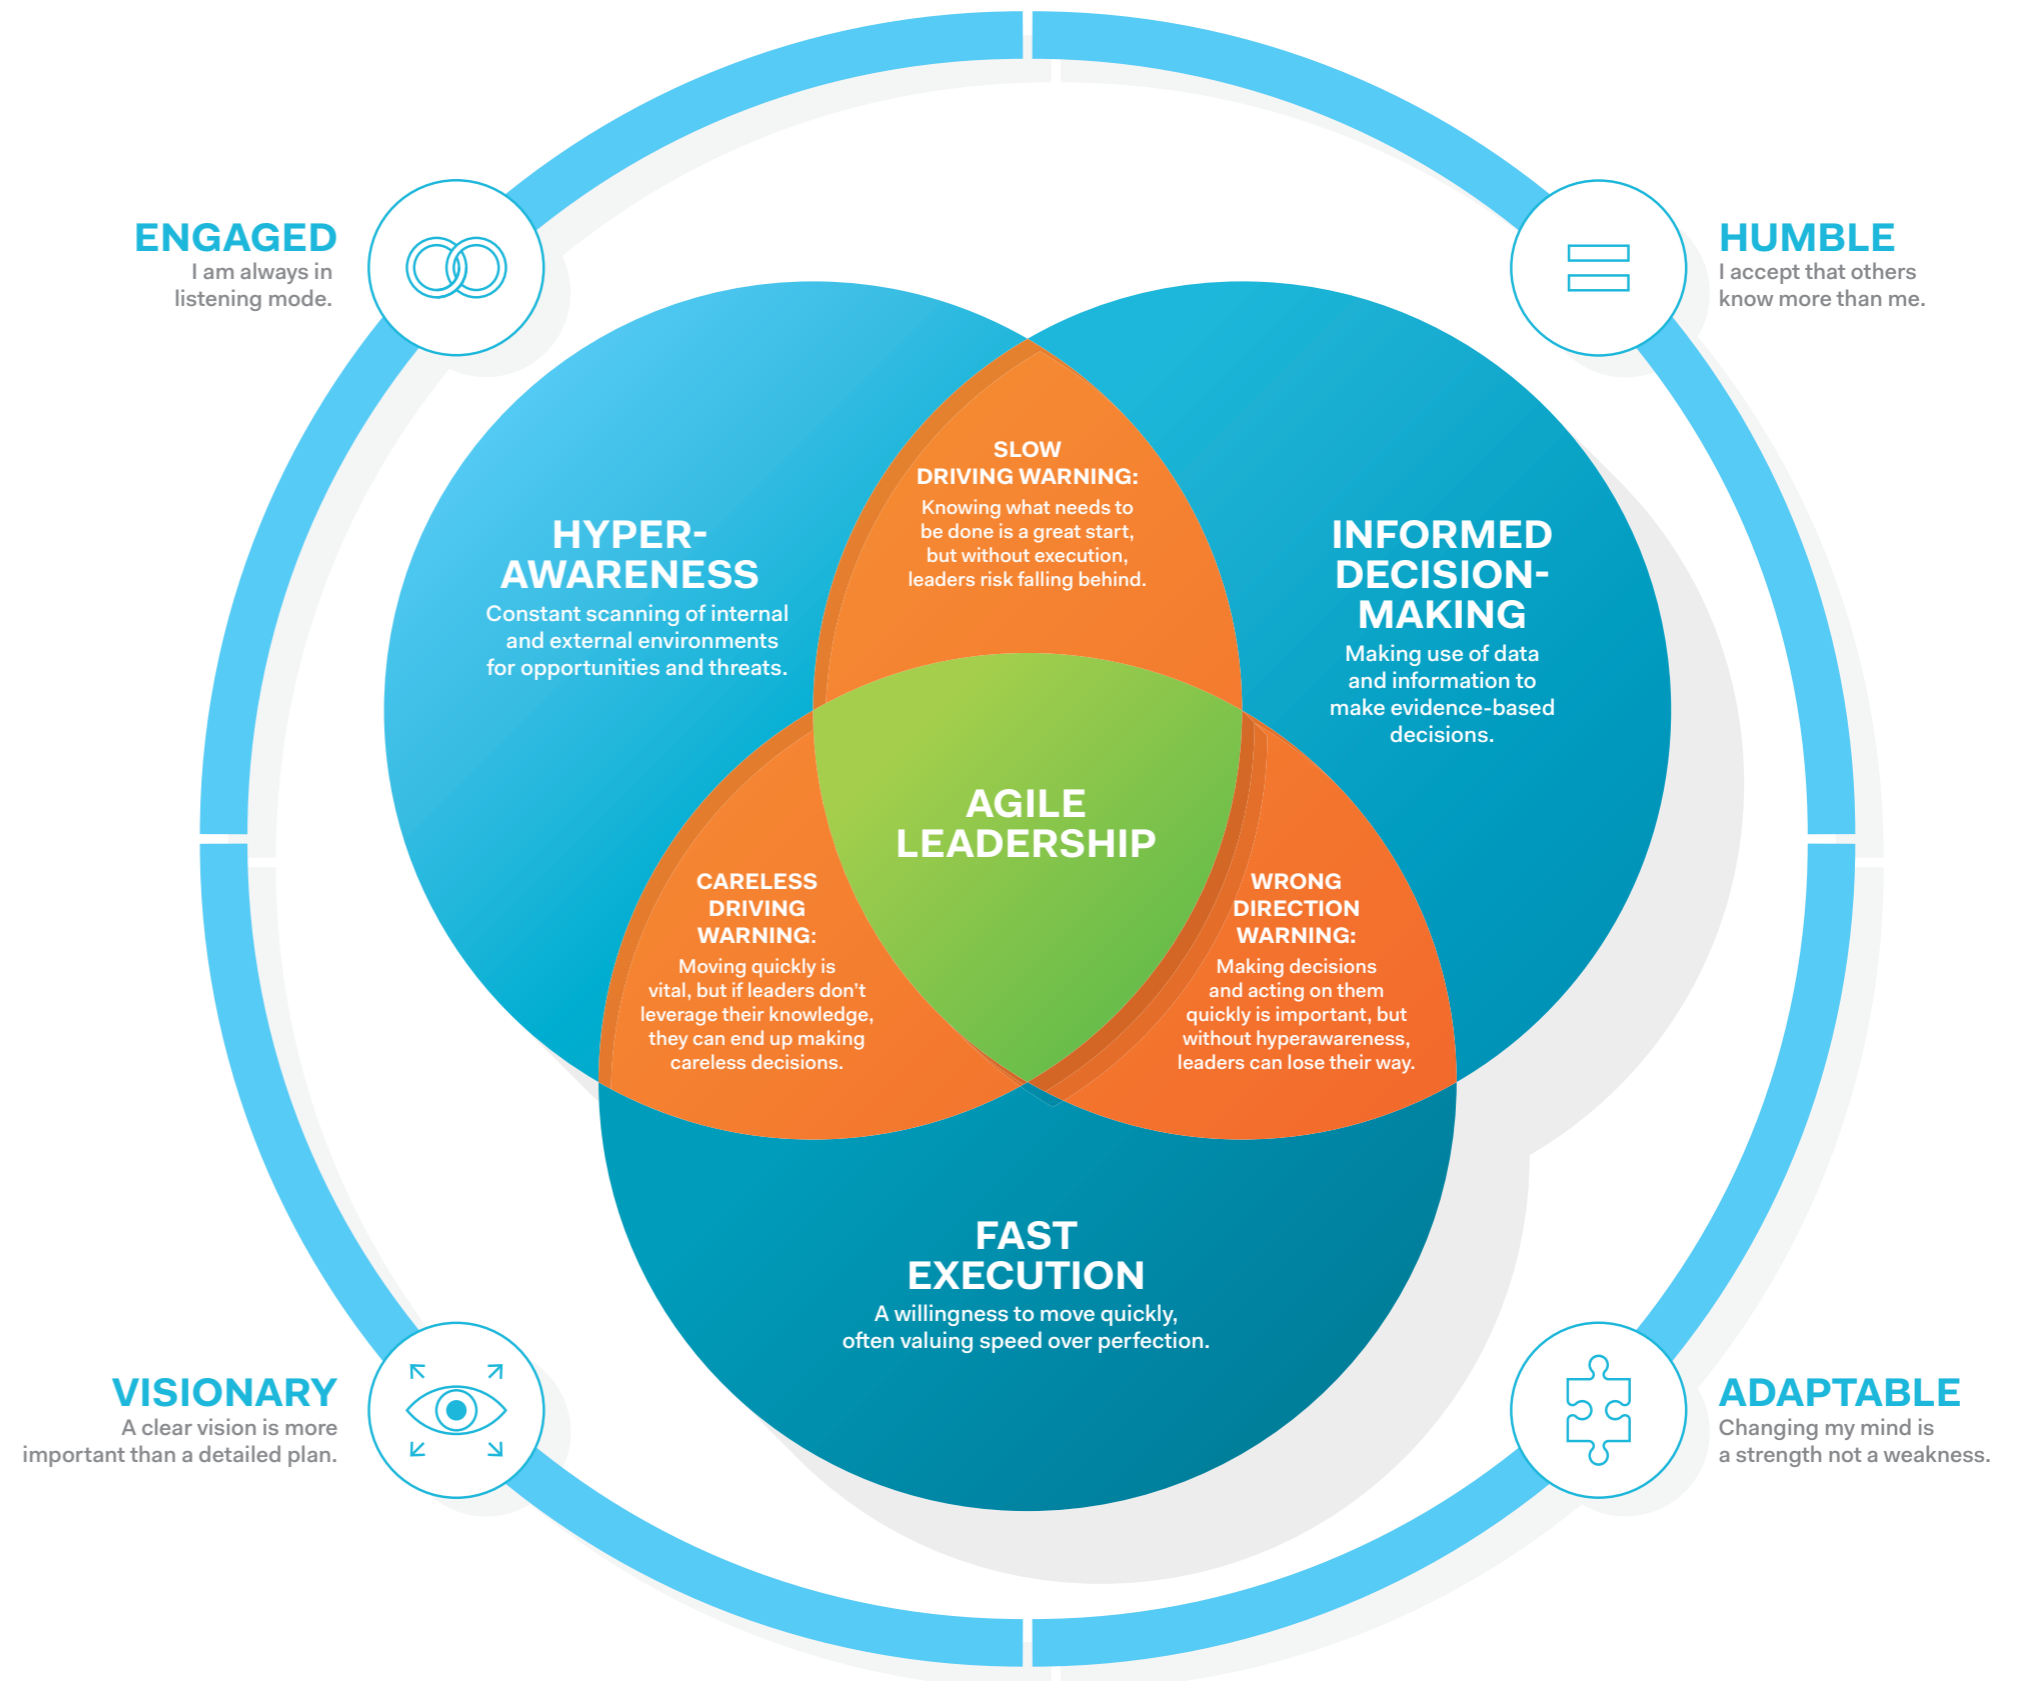 ENGAGED
I am always in
listening mode.
HUMBLE
I accept that others
know more than me.
SLOW
DRIVING WARNING:
Knowing what needs to
be done is a great start,
but without execution,
leaders risk falling behind.
HYPER-
AWARENESS
Constant scanning of internal
and external environments
for opportunities and threats.
INFORMED
DECISION-
MAKING
Making use of data
and information to
make evidence-based
decisions.
AGILE
LEADERSHIP
CARELESS
DRIVING
WARNING:
Moving quickly is
vital, but if leaders don't
leverage their knowledge,
they can end up making
careless decisions.
WRONG
DIRECTION
WARNING:
Making decisions
and acting on them
quickly is important, but
without hyperawareness,
leaders can lose their way.
FAST
EXECUTION
A willingness to move quickly,
often valuing speed over perfection.
VISIONARY
A clear vision is more
important than a detailed plan.
ADAPTABLE
Changing my mind is
a strength not a weakness.